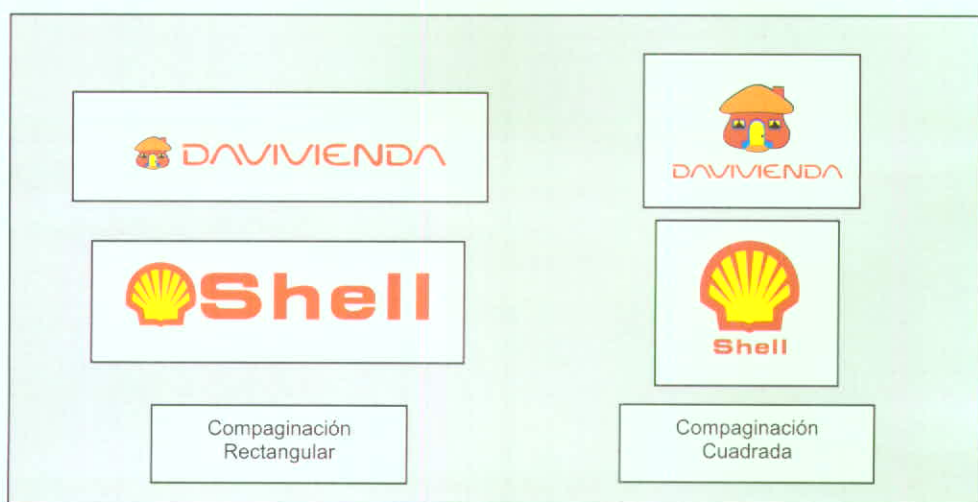 DAVIVIENDA
Shell
Compaginación
Rectangular
DAVIVIENDA
Shell
Compaginación
Cuadrada